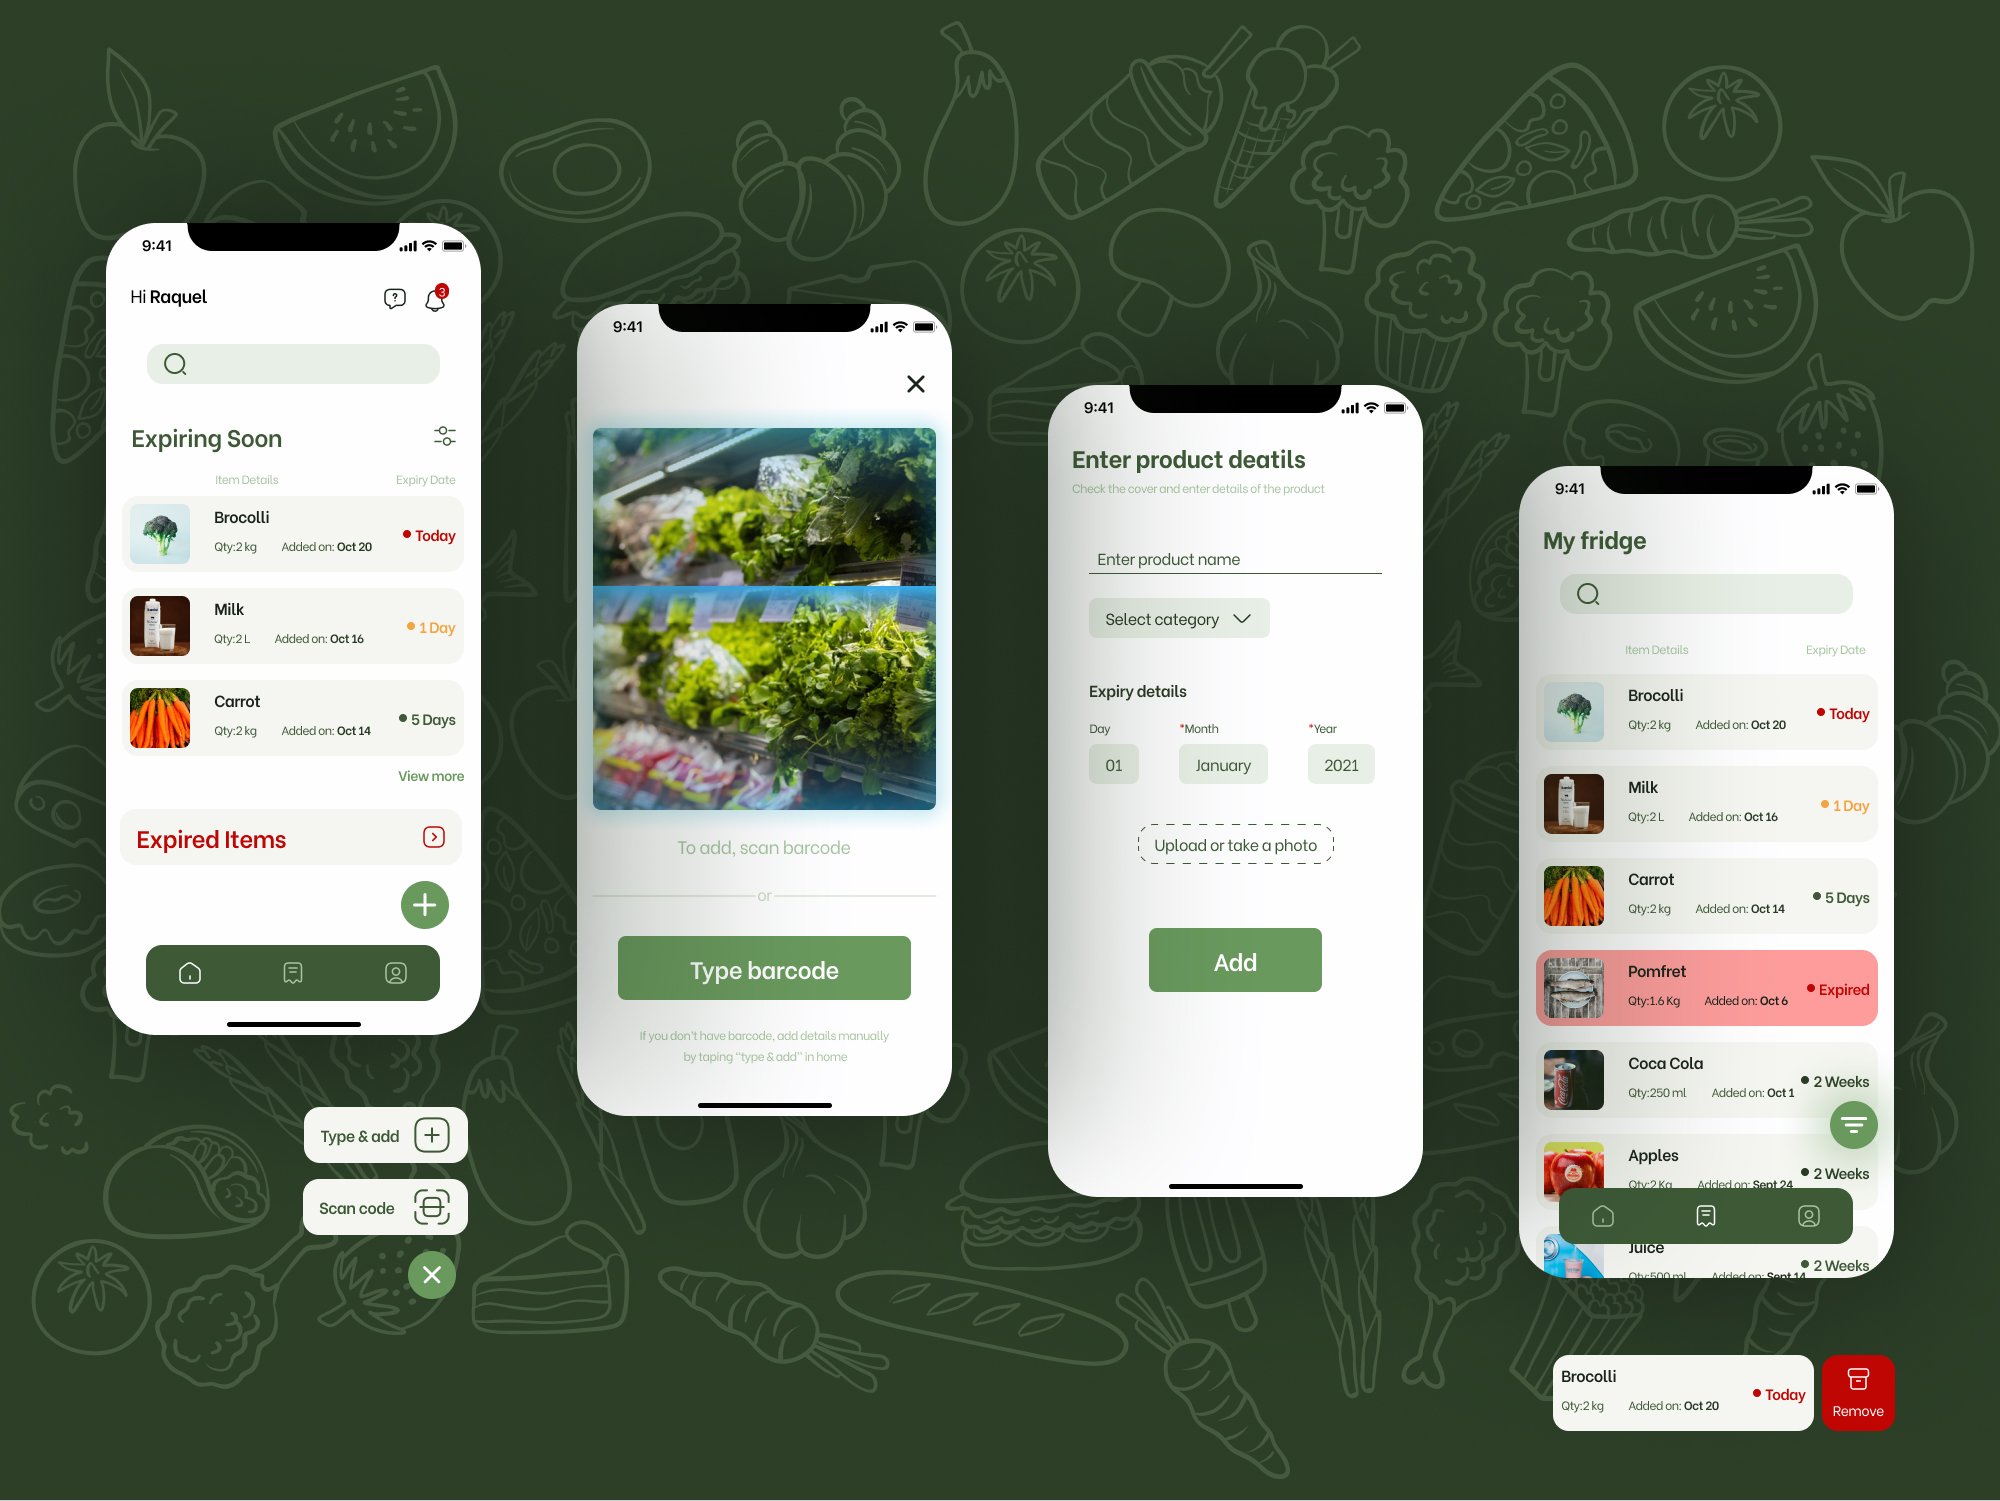 9:41
Hi Raquel
3
Expiring Soon
Item Details Expiry Date
Brocolli
Qty:2 kg Added on: Oct 20
Today
Milk
Qty:2 L Added on: Oct 16
1 Day
Carrot
Qty:2 kg Added on: Oct 14
5 Days
View more
Expired Items
Type & add
Scan code
9:41
To add, scan barcode
or
Type barcode
If you don't have barcode, add details manually
by taping "type & add" in home
9:41
Enter product deatils
Check the cover and enter details of the product
Enter product name
Select category
Expiry details
Day *Month *Year
01 January 2021
Upload or take a photo
Add
9:41
My fridge
Item Details Expiry Date
Brocolli
Qty:2 kg Added on: Oct 20
Today
Milk
Qty:2 L Added on: Oct 16
1 Day
Carrot
Qty:2 kg Added on: Oct 14
5 Days
Pomfret
Qty:1.6 Kg Added on: Oct 6
Expired
Coca Cola
Qty:250 ml Added on: Oct 1
2 Weeks
Apples
Qty:2 Kg Added on: Sept 24
2 Weeks
Juice
Qty:500 ml Added on: Sept 14
2 Weeks
Brocolli
Qty:2 kg Added on: Oct 20
Today
Remove